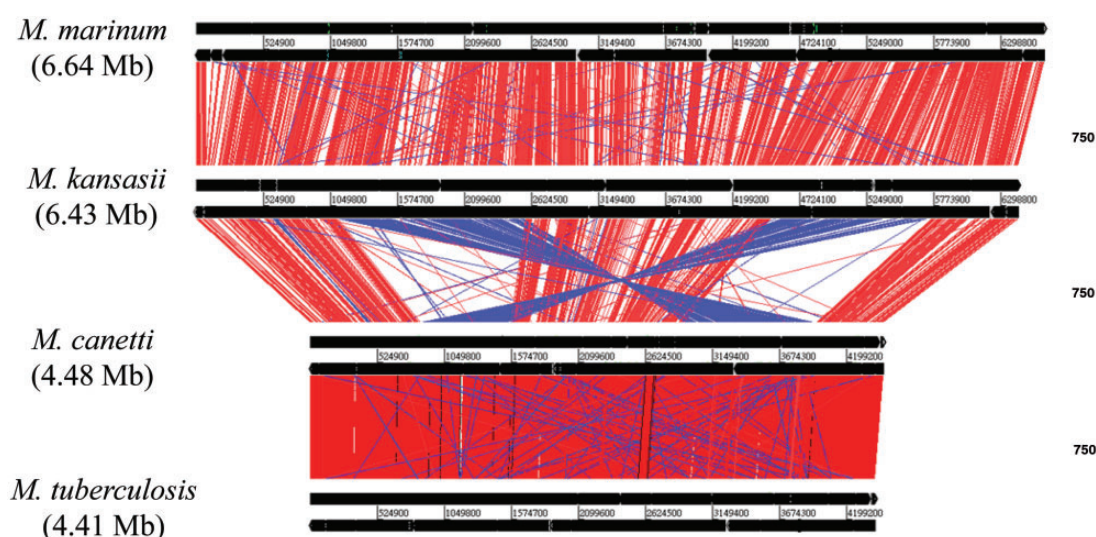 M. marinum
(6.64 Mb)
524900 1049800 1574700 2099600 2624500 3149400 3674300 4199200 4724100 5249000 5773900 6298800
750
M. kansasii
(6.43 Mb)
524900 1049800 1574700 2099600 2624500 3149400 3674300 4199200 4724100 5249000 5773900 6298800
750
M. canetti
(4.48 Mb)
524900 1049800 1574700 2099600 2624500 3149400 3674300 4199200
750
M. tuberculosis
(4.41 Mb)
524900 1049800 1574700 2099600 2624500 3149400 3674300 4199200